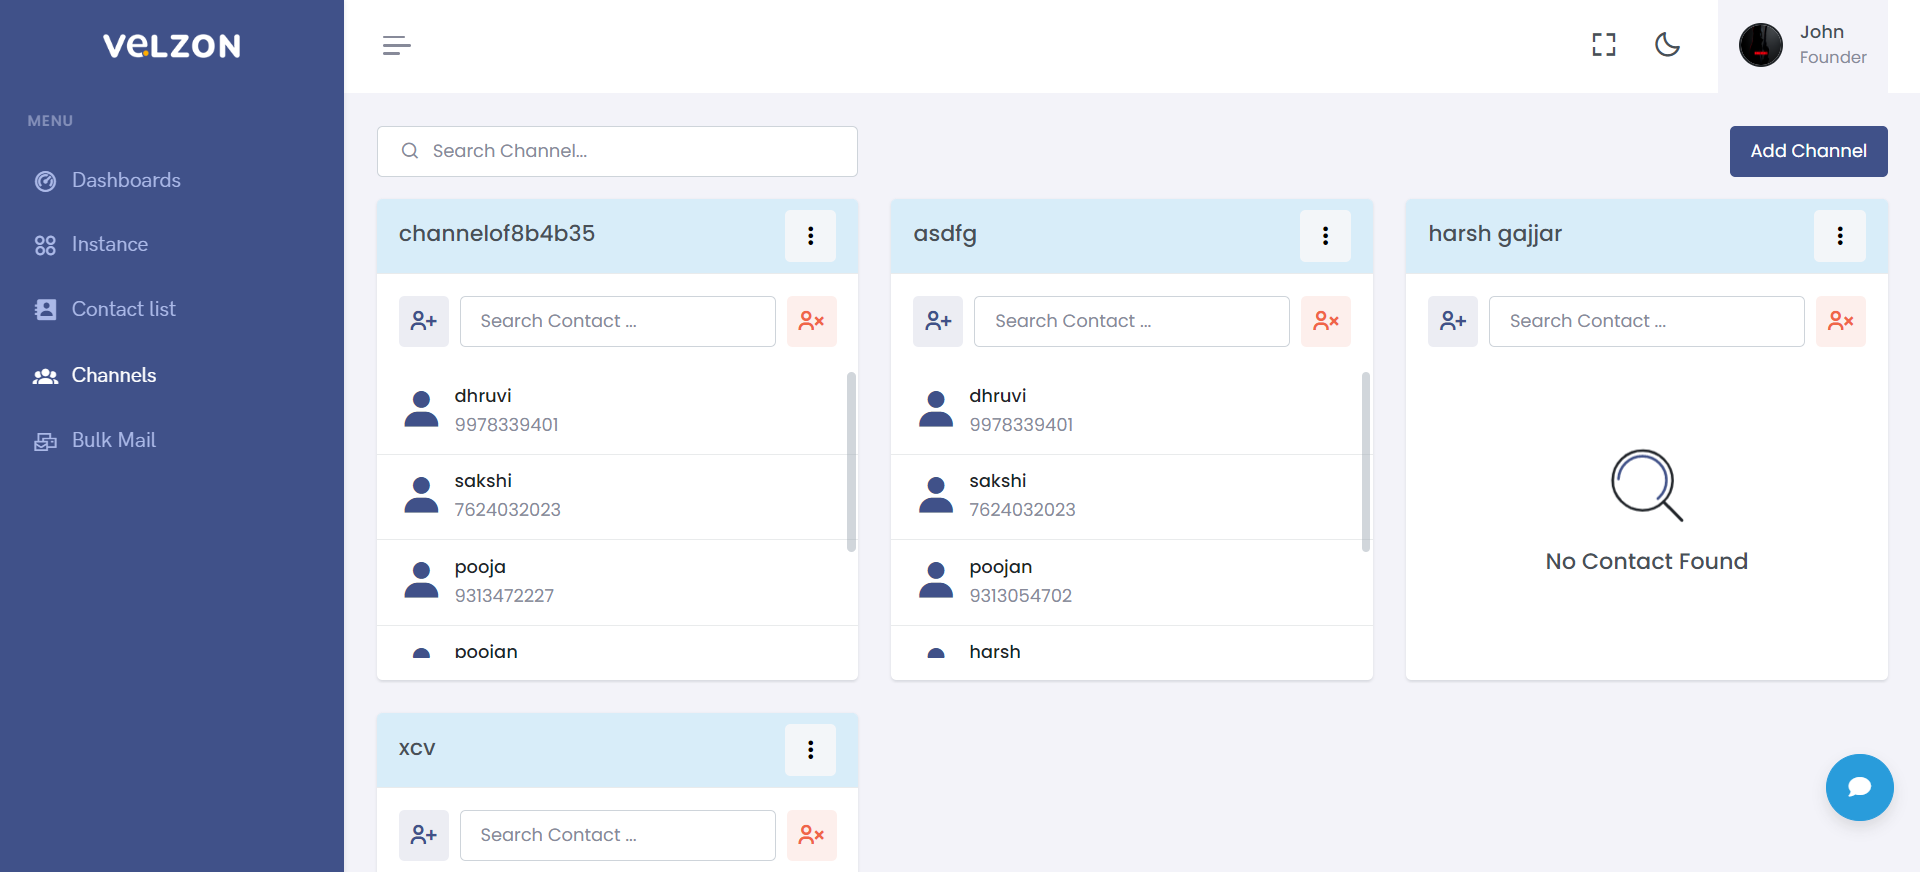 VELZON
John
Founder
MENU
Dashboards
Instance
Contact list
Channels
Bulk Mail
Search Channel...
Add Channel
channelof8b4b35
Search Contact ...
dhruvi
9978339401
sakshi
7624032023
pooja
9313472227
poojan
asdfg
Search Contact ...
dhruvi
9978339401
sakshi
7624032023
poojan
9313054702
harsh
harsh gajjar
Search Contact ...
No Contact Found
xcv
Search Contact ...